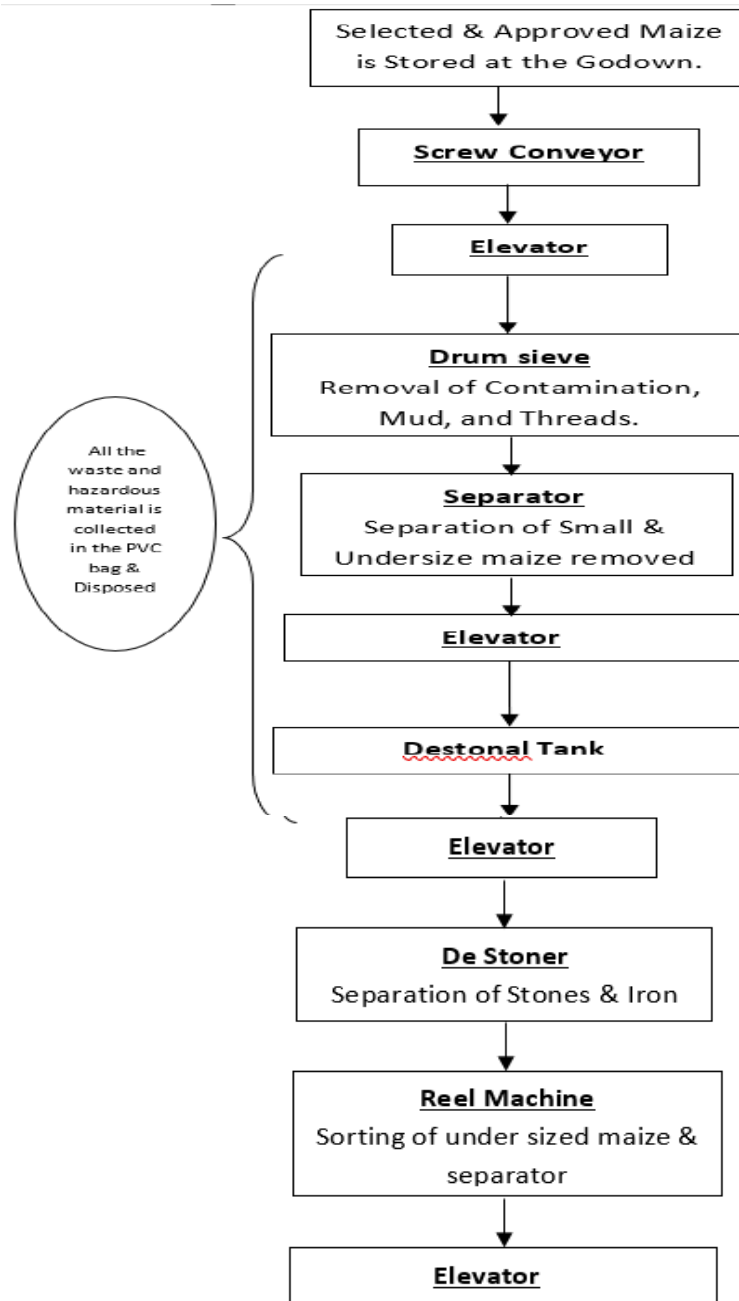 Selected & Approved Maize
is Stored at the Godown.
Screw Conveyor
Elevator
Drum sieve
Removal of Contamination,
Mud, and Threads.
All the
waste and
hazardous
material is
collected
in the PVC
bag &
Disposed
Separator
Separation of Small &
Undersize maize removed
Elevator
Destonal Tank
Elevator
De Stoner
Separation of Stones & Iron
Reel Machine
Sorting of under sized maize &
separator
Elevator